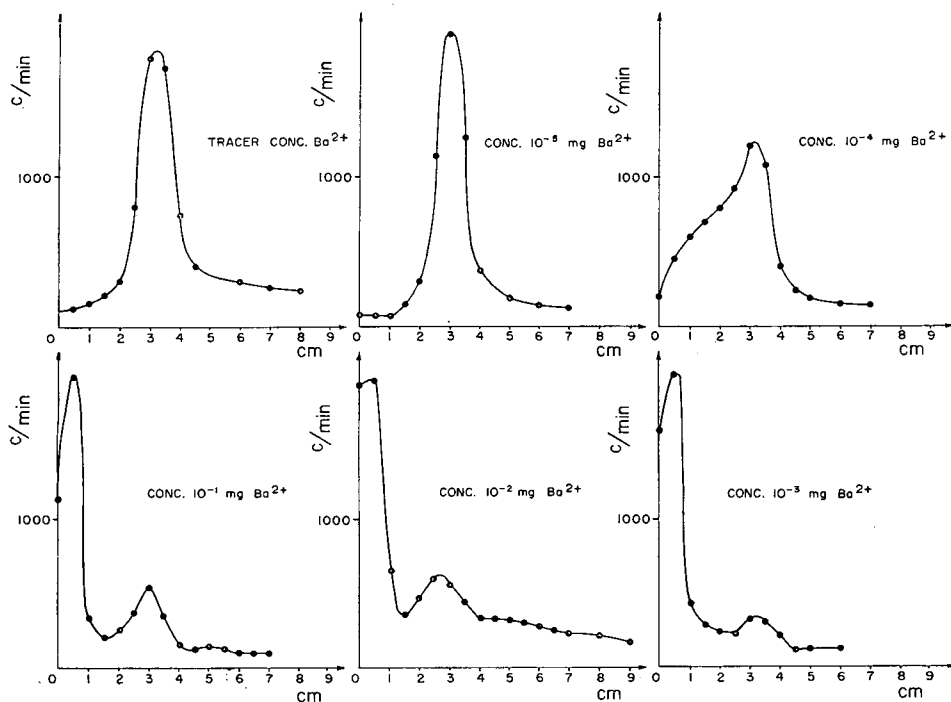 c/min
1000
TRACER CONC. Ba2+
0 1 2 3 4 5 6 7 8 9
cm
c/min
1000
CONC. 10-5 mg Ba2+
0 1 2 3 4 5 6 7 8 9
cm
c/min
1000
CONC 10-4 mg Ba2+
0 1 2 3 4 5 6 7 8 9
cm
c/min
1000
CONC. 10-1 mg Ba2+
0 1 2 3 4 5 6 7 8 9
cm
c/min
1000
CONC. 10-2 mg Ba2+
0 1 2 3 4 5 6 7 8 9
cm
c/min
1000
CONC. 10-3 mg Ba2+
0 1 2 3 4 5 6 7 8 9
cm